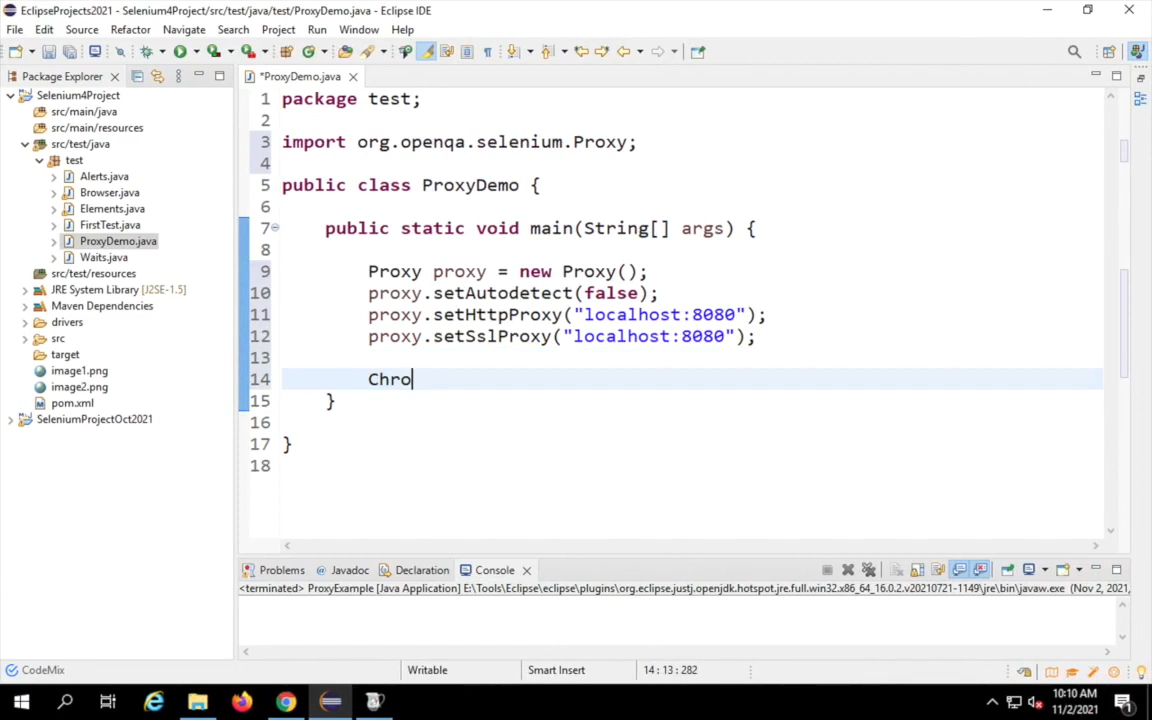 EclipseProjects2021 - Selenium4Project/src/test/java/test/ProxyDemo.java - Eclipse IDE
File Edit Source Refactor Navigate Search Project Run Window Help
Package Explorer
*ProxyDemo.java
Selenium4Project
src/main/java
src/main/resources
src/test/java
test
Alerts.java
Browser.java
Elements.java
FirstTest.java
ProxyDemo.java
Waits.java
src/test/resources
JRE System Library [J2SE-1.5]
Maven Dependencies
drivers
src
target
image1.png
image2.png
pom.xml
SeleniumProjectOct2021
1 package test;
2
3 import org.openqa.selenium.Proxy;
4
5 public class ProxyDemo {
6
7 public static void main(String[] args) {
8
9 Proxy proxy = new Proxy();
10 proxy.setAutodetect(false);
11 proxy.setHttpProxy("localhost:8080");
12 proxy.setSslProxy("localhost:8080");
13
14 Chro
15 }
16
17 }
18
Problems @ Javadoc Declaration Console
<terminated> ProxyExample [Java Application] E:\Tools\Eclipse\eclipse\plugins\org.eclipse.justj.openjdk.hotspot.jre.full.win32.x86_64_16.0.2.v20210721-1149\jre\bin\javaw.exe (Nov 2, 2021,
CodeMix
Writable
Smart Insert
14 : 13 : 282
10:10 AM
11/2/2021
1